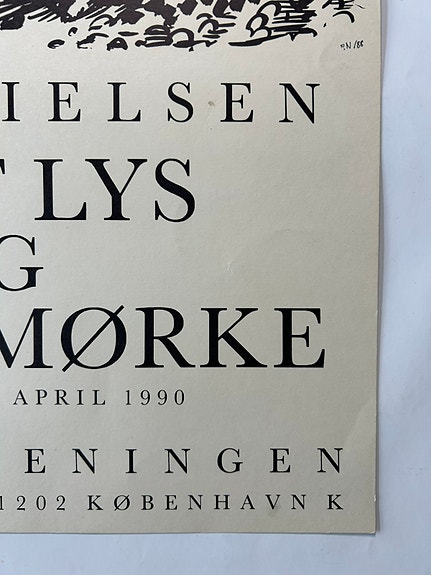 IELSEN
LYS
G
MØRKE
APRIL 1990
ENINGEN
1202 KØBENHAVN K